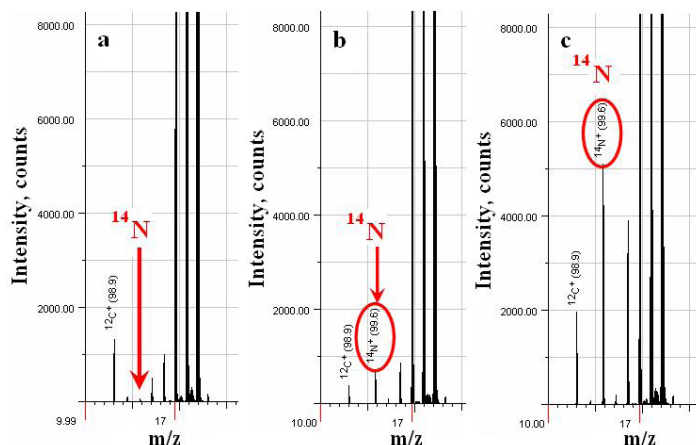 a
8000.00
6000.00
4000.00
2000.00
Intensity, counts
¹⁴N
¹²C⁺ (98.9)
9.99
17
m/z
b
8000.00
6000.00
4000.00
2000.00
Intensity, counts
¹⁴N
¹²C⁺ (98.9)
¹⁴N⁺ (99.6)
10.00
17
m/z
c
8000.00
6000.00
4000.00
2000.00
Intensity, counts
¹⁴N
¹⁴N⁺ (99.6)
¹²C⁺ (98.9)
10.00
17
m/z